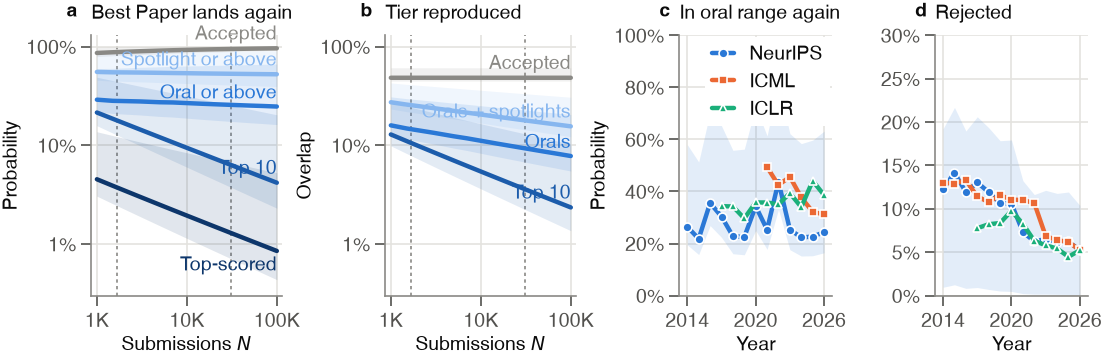 a Best Paper lands again
Accepted
Spotlight or above
Oral or above
Top 10
Top-scored
100%
10%
1%
Probability
1K 10K 100K
Submissions N
b Tier reproduced
Accepted
Orals + spotlights
Orals
Top 10
100%
10%
1%
Overlap
1K 10K 100K
Submissions N
c In oral range again
NeurIPS
ICML
ICLR
100%
80%
60%
40%
20%
0%
Probability
2014 2020 2026
Year
d Rejected
30%
25%
20%
15%
10%
5%
0%
2014 2020 2026
Year